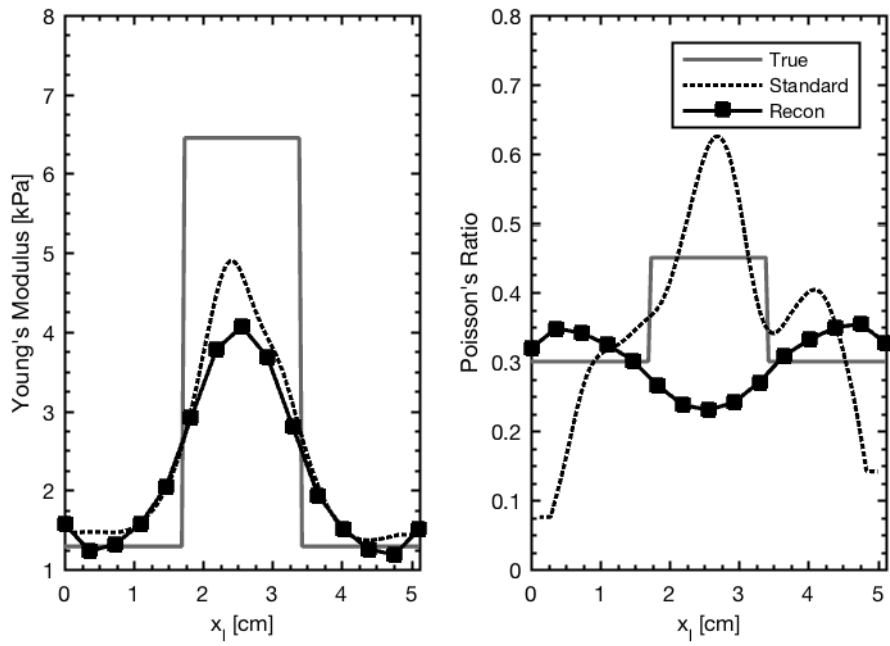 8
7
6
5
4
3
2
1
Young's Modulus [kPa]
0 1 2 3 4 5
x_l [cm]
0.8
0.7
0.6
0.5
0.4
0.3
0.2
0.1
0
Poisson's Ratio
True
Standard
Recon
0 1 2 3 4 5
x_l [cm]